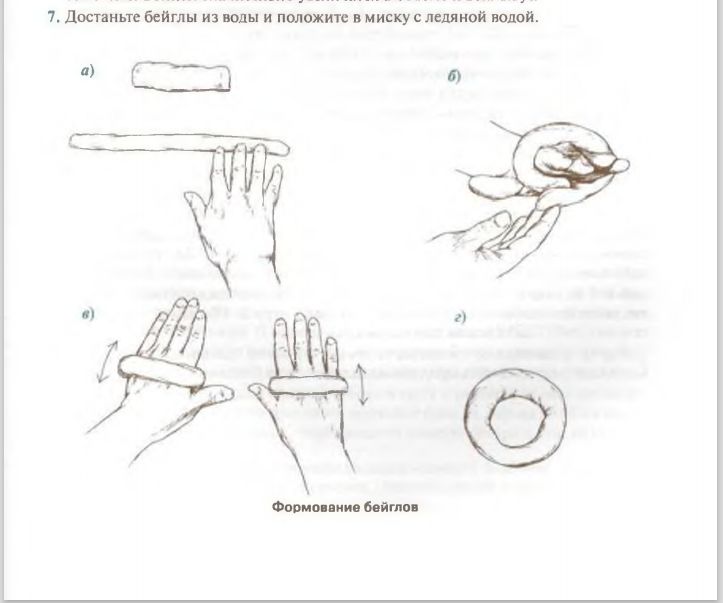 7. Достаньте бейглы из воды и положите в миску с ледяной водой.
а)
б)
в)
г)
Формование бейглов